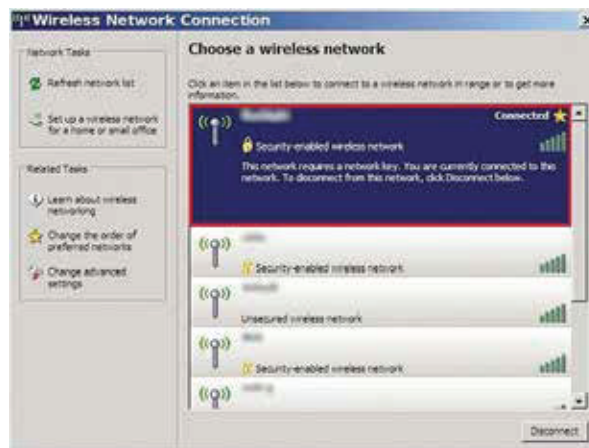 Wireless Network Connection
Network Tasks
Refresh network list
Set up a wireless network
for a home or small office
Related Tasks
Learn about wireless
networking
Change the order of
preferred networks
Change advanced
settings
Choose a wireless network
Click an item in the list below to connect to a wireless network in range or to get more
information.
Connected
Security-enabled wireless network
This network requires a network key. You are currently connected to this
network. To disconnect from this network, click Disconnect below.
Security-enabled wireless network
Unsecured wireless network
Security-enabled wireless network
Disconnect